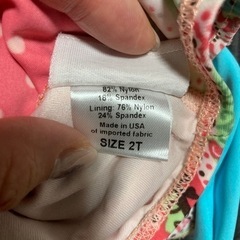 82% Nylon
18% Spandex
Lining: 76% Nylon
24% Spandex
Made in USA
of imported fabric
SIZE 2T